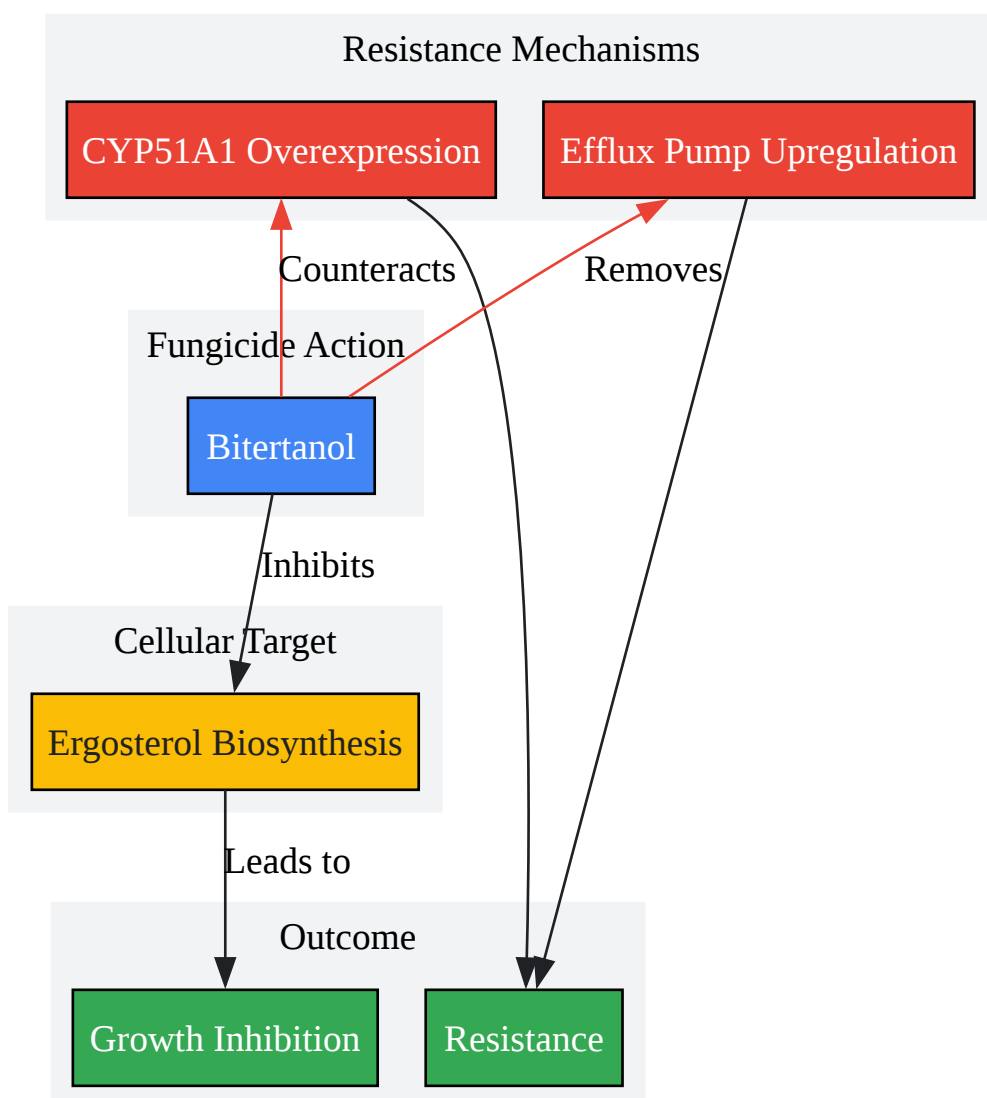 Resistance Mechanisms
CYP51A1 Overexpression
Efflux Pump Upregulation
Counteracts
Removes
Fungicide Action
Bitertanol
Inhibits
Cellular Target
Ergosterol Biosynthesis
Leads to
Outcome
Growth Inhibition
Resistance